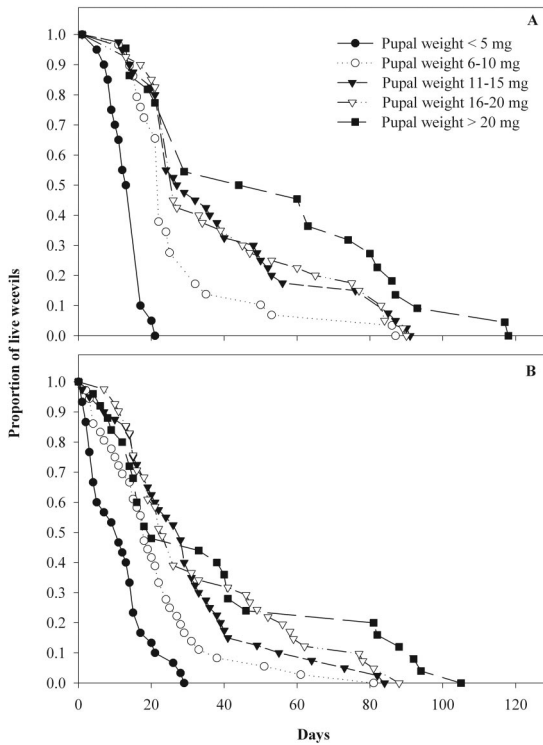 A
Pupal weight < 5 mg
Pupal weight 6-10 mg
Pupal weight 11-15 mg
Pupal weight 16-20 mg
Pupal weight > 20 mg
1.0
0.9
0.8
0.7
0.6
0.5
0.4
0.3
0.2
0.1
0.0
Proportion of live weevils
B
1.0
0.9
0.8
0.7
0.6
0.5
0.4
0.3
0.2
0.1
0.0
0 20 40 60 80 100 120
Days